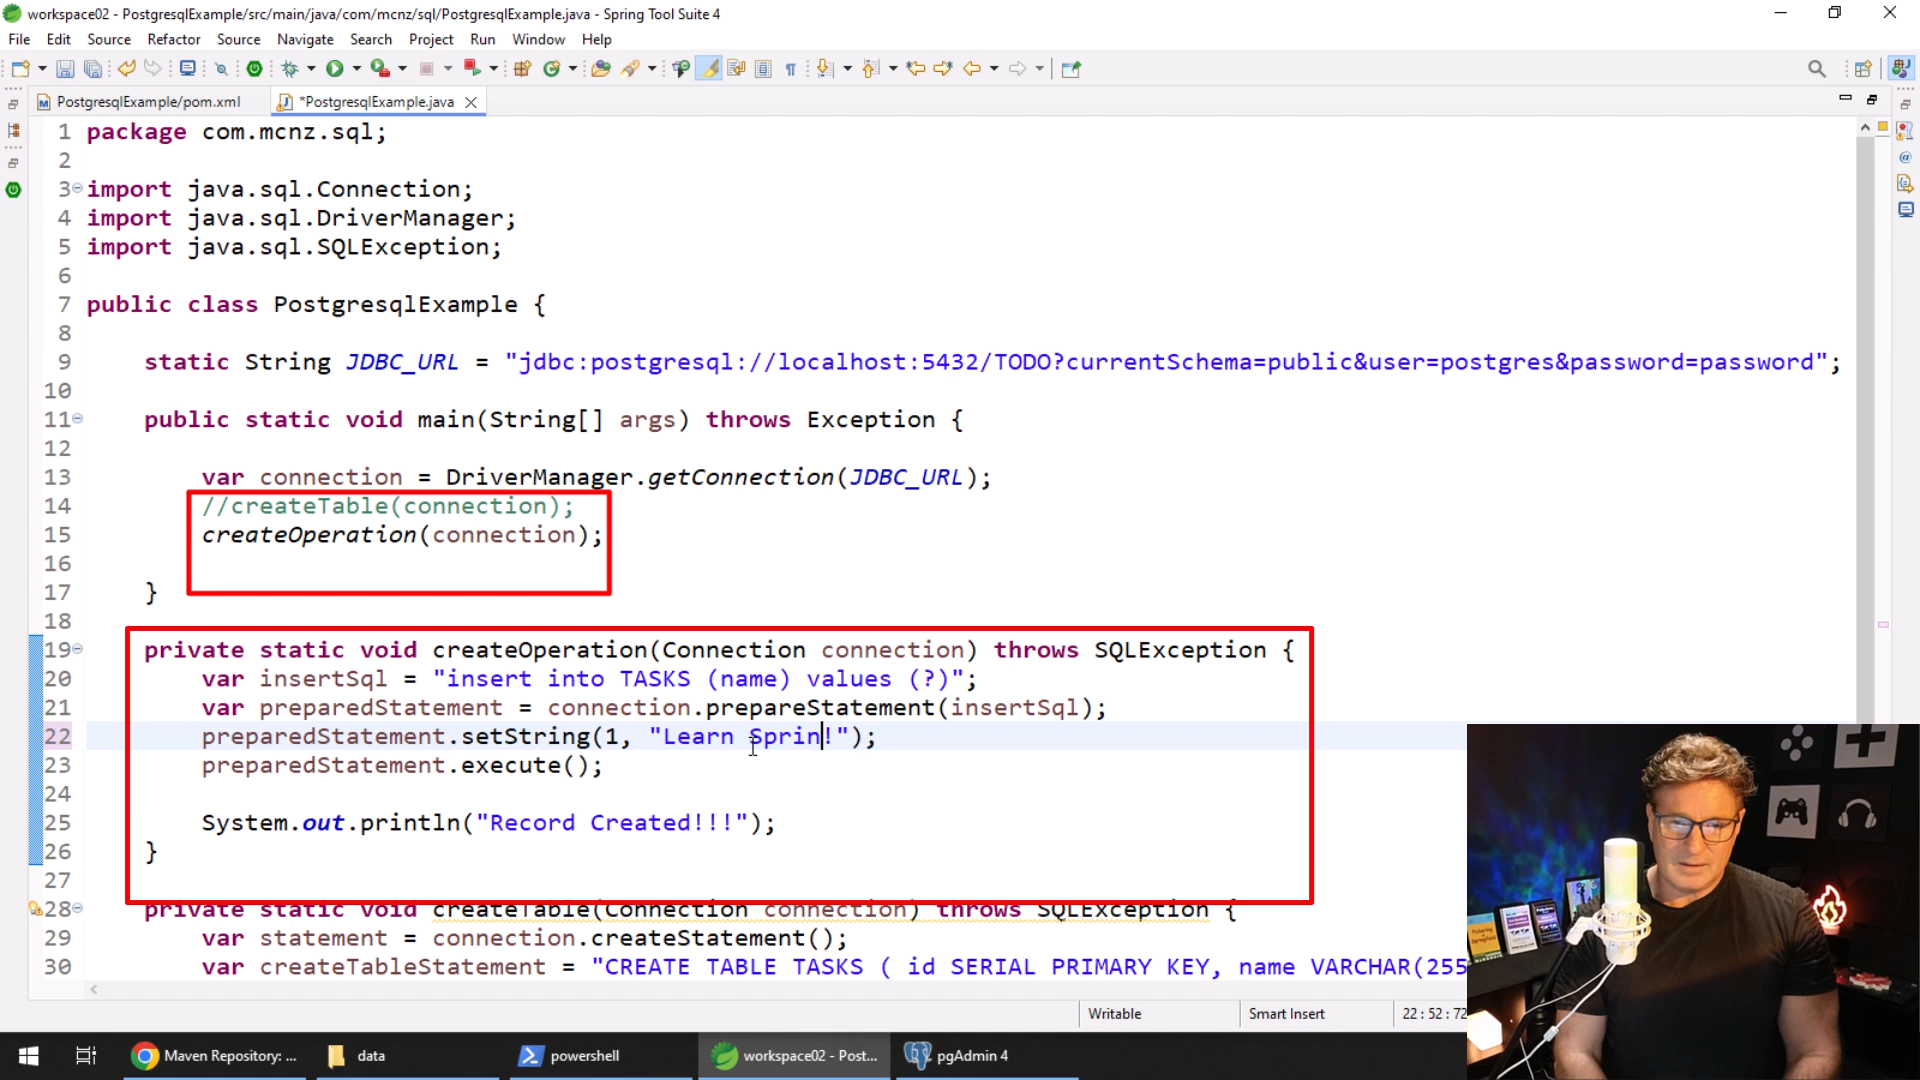 workspace02 - PostgresqlExample/src/main/java/com/mcnz/sql/PostgresqlExample.java - Spring Tool Suite 4
File Edit Source Refactor Source Navigate Search Project Run Window Help
PostgresqlExample/pom.xml *PostgresqlExample.java
1 package com.mcnz.sql;
2
3 import java.sql.Connection;
4 import java.sql.DriverManager;
5 import java.sql.SQLException;
6
7 public class PostgresqlExample {
8
9 static String JDBC_URL = "jdbc:postgresql://localhost:5432/TODO?currentSchema=public&user=postgres&password=password";
10
11 public static void main(String[] args) throws Exception {
12
13 var connection = DriverManager.getConnection(JDBC_URL);
14 //createTable(connection);
15 createOperation(connection);
16
17 }
18
19 private static void createOperation(Connection connection) throws SQLException {
20 var insertSql = "insert into TASKS (name) values (?)";
21 var preparedStatement = connection.prepareStatement(insertSql);
22 preparedStatement.setString(1, "Learn Sprin!");
23 preparedStatement.execute();
24
25 System.out.println("Record Created!!!");
26 }
27
28 private static void createTable(Connection connection) throws SQLException {
29 var statement = connection.createStatement();
30 var createTableStatement = "CREATE TABLE TASKS ( id SERIAL PRIMARY KEY, name VARCHAR(255
Writable Smart Insert 22 : 52 : 72
Maven Repository: ... data powershell workspace02 - Post... pgAdmin 4